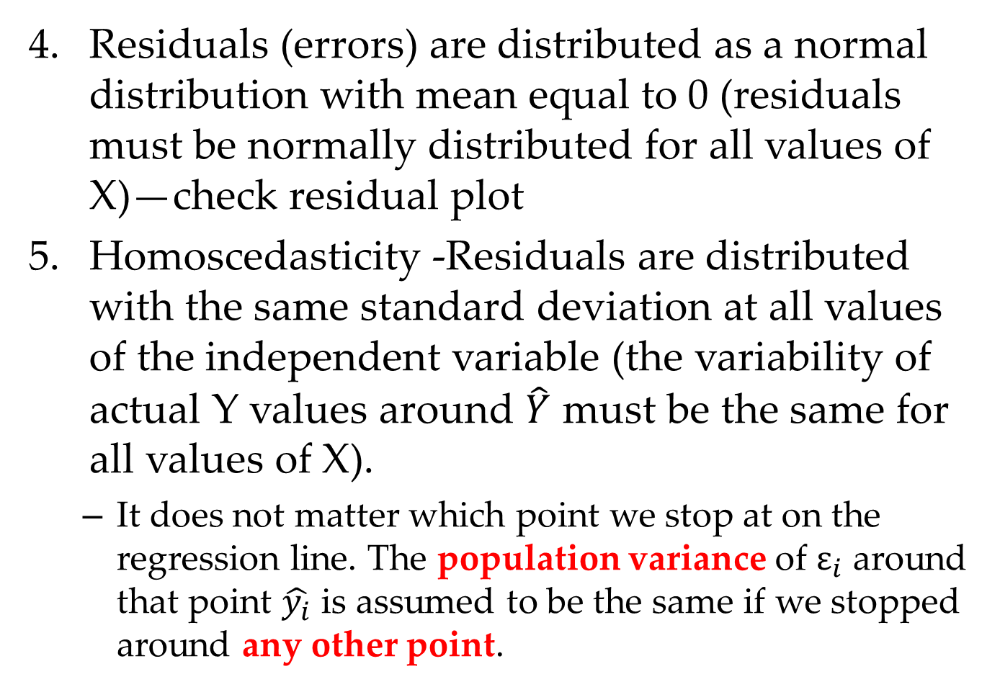 4. Residuals (errors) are distributed as a normal
distribution with mean equal to 0 (residuals
must be normally distributed for all values of
X)—check residual plot
5. Homoscedasticity -Residuals are distributed
with the same standard deviation at all values
of the independent variable (the variability of
actual Y values around Ŷ must be the same for
all values of X).
– It does not matter which point we stop at on the
regression line. The population variance of εᵢ around
that point ŷᵢ is assumed to be the same if we stopped
around any other point.